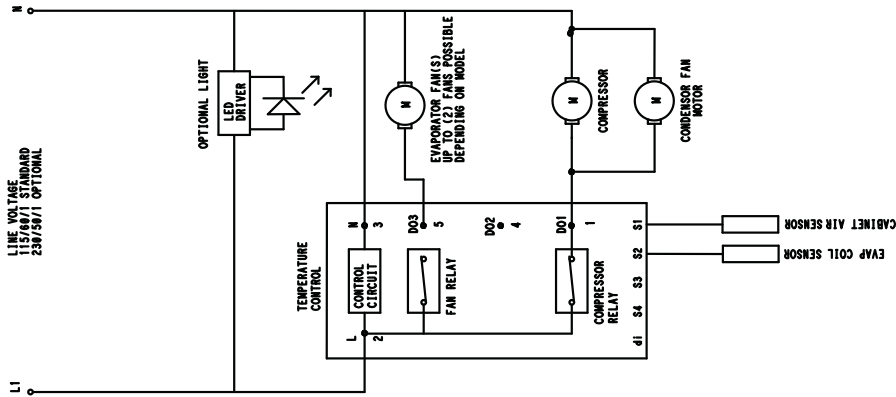 LINE VOLTAGE
115/60/1 STANDARD
230/50/1 OPTIONAL
L1
N
OPTIONAL LIGHT
LED
DRIVER
TEMPERATURE
CONTROL
L
2
CONTROL
CIRCUIT
N
3
FAN RELAY
DO3
5
EVAPORATOR FAN(S)
UP TO (2) FANS POSSIBLE
DEPENDING ON MODEL
M
DO2
4
COMPRESSOR
RELAY
DO1
1
COMPRESSOR
M
CONDENSOR FAN
MOTOR
M
di
S4
S3
S2
S1
EVAP COIL SENSOR
CABINET AIR SENSOR